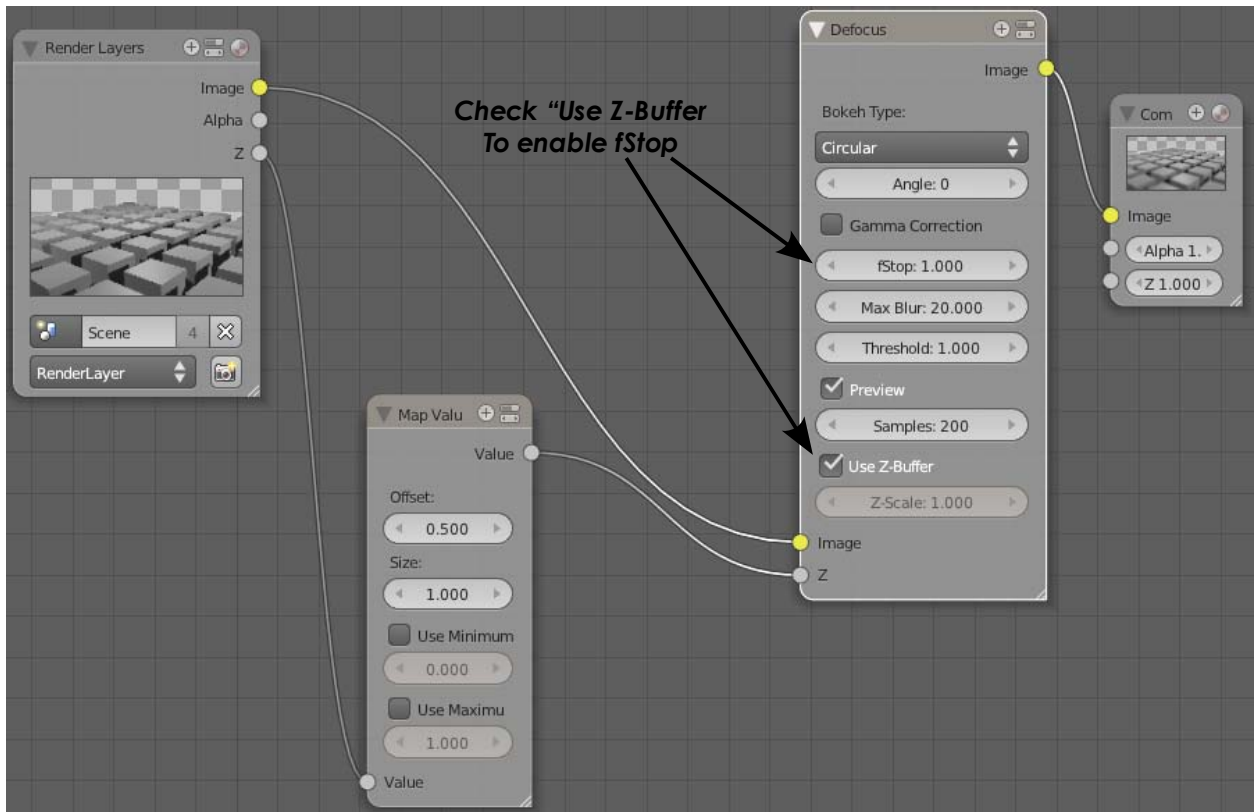 Render Layers
Image
Alpha
Z
Scene
4
RenderLayer
Check “Use Z-Buffer
To enable fStop
Map Valu
Value
Offset:
0.500
Size:
1.000
Use Minimum
0.000
Use Maximu
1.000
Value
Defocus
Image
Bokeh Type:
Circular
Angle: 0
Gamma Correction
fStop: 1.000
Max Blur: 20.000
Threshold: 1.000
Preview
Samples: 200
Use Z-Buffer
Z-Scale: 1.000
Image
Z
Com
Image
Alpha 1.
Z 1.000